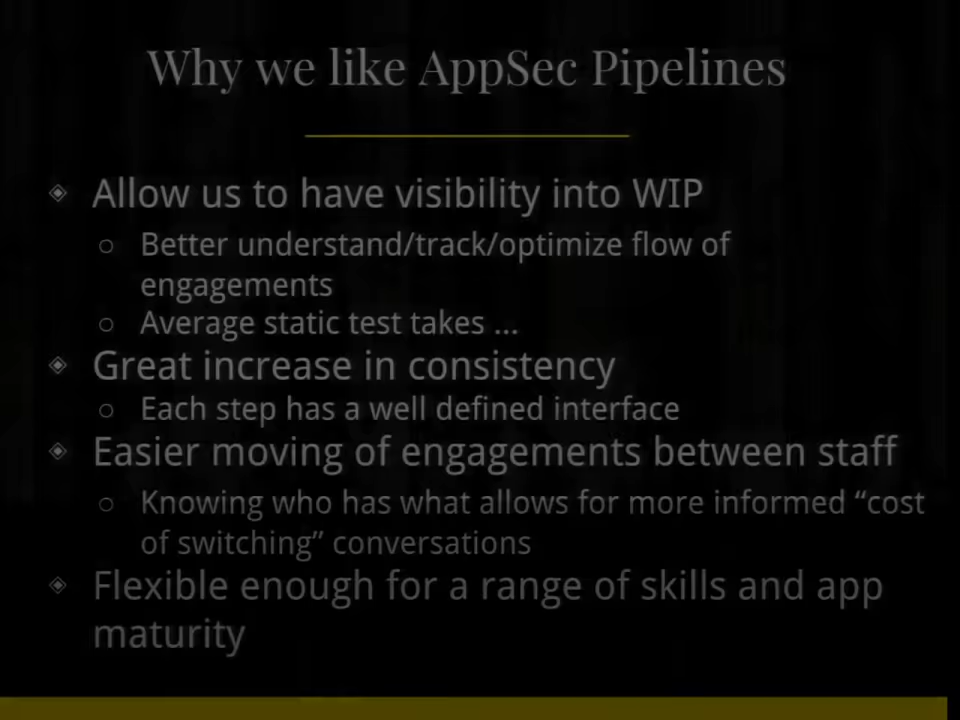 Why we like AppSec Pipelines
Allow us to have visibility into WIP
Better understand/track/optimize flow of
engagements
Average static test takes ...
Great increase in consistency
Each step has a well defined interface
Easier moving of engagements between staff
Knowing who has what allows for more informed “cost
of switching” conversations
Flexible enough for a range of skills and app
maturity